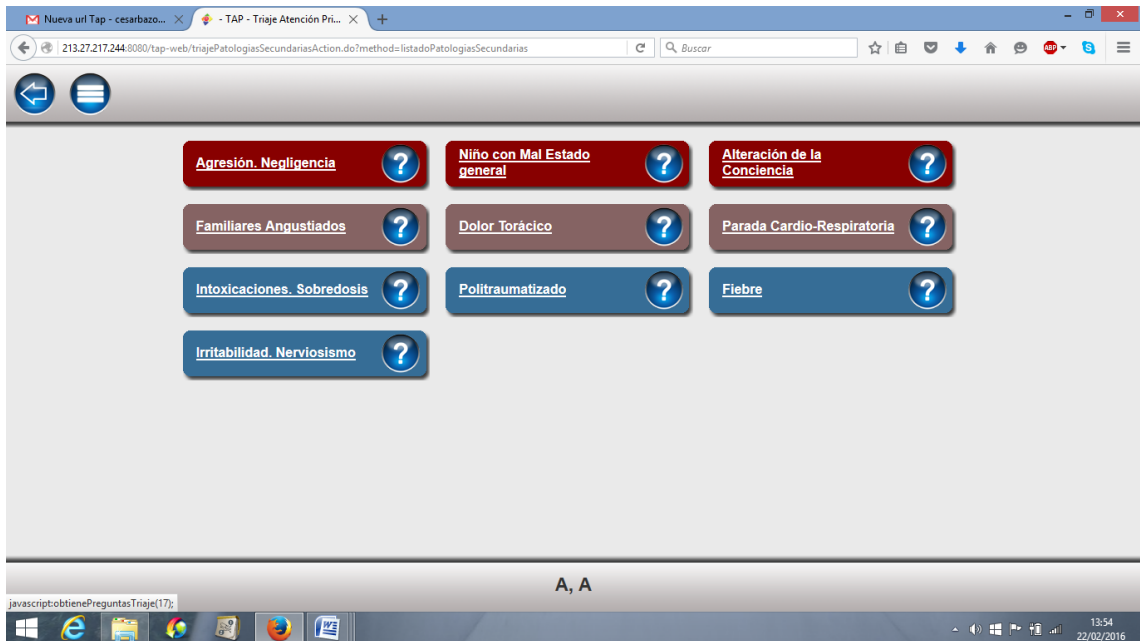 Nueva url Tap - cesarbazo...
- TAP - Triaje Atención Pri...
213.27.217.244:8080/tap-web/triajePatologiasSecundariasAction.do?method=listadoPatologiasSecundarias
Buscar
ABP
S
Agresión. Negligencia ?
Niño con Mal Estado
general ?
Alteración de la
Conciencia ?
Familiares Angustiados ?
Dolor Torácico ?
Parada Cardio-Respiratoria ?
Intoxicaciones. Sobredosis ?
Politraumatizado ?
Fiebre ?
Irritabilidad. Nerviosismo ?
A, A
javascript:obtienePreguntasTriaje(17);
13:54
22/02/2016